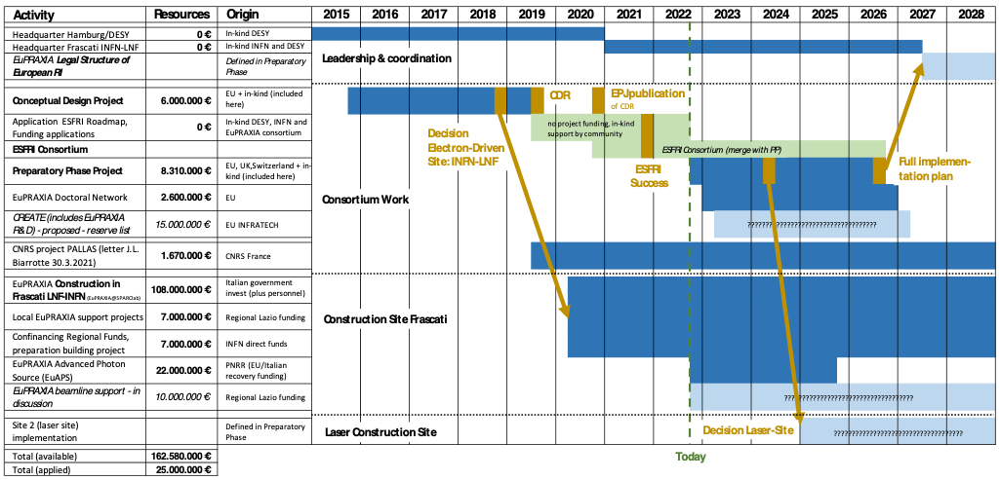 Activity Resources Origin 2015 2016 2017 2018 2019 2020 2021 2022 2023 2024 2025 2026 2027 2028
Headquarter Hamburg/DESY 0 € In-kind DESY
Headquarter Frascati INFN-LNF 0 € In-kind INFN and DESY
EuPRAXIA Legal Structure of
European RI
Defined in Preparatory
Phase
Leadership & coordination
Conceptual Design Project 6.000.000 €
EU + in-kind (included
here)
CDR
EPJpublication
of CDR
Application ESFRI Roadmap,
Funding applications
0 €
In-kind DESY, INFN and
EuPRAXIA consortium
no project funding, in-kind
support by community
Decision
Electron-Driven
Site: INFN-LNF
ESFRI Consortium
ESFRI Consortium (merge with PP)
Preparatory Phase Project 8.310.000 €
EU, UK,Switzerland + in-
kind (included here)
ESFRI
Success
Full implemen-
tation plan
EuPRAXIA Doctoral Network 2.600.000 € EU
Consortium Work
CREATE (includes EuPRAXIA
R&D) - proposed - reserve list
15.000.000 € EU INFRATECH
????????????????????????????????????
CNRS project PALLAS (letter J.L.
Biarrotte 30.3.2021)
1.670.000 € CNRS France
EuPRAXIA Construction in
Frascati LNF-INFN (EuPRAXIA@SPARClab)
108.000.000 €
Italian government
invest (plus personnel)
Local EuPRAXIA support projects 7.000.000 € Regional Lazio funding
Construction Site Frascati
Confinancing Regional Funds,
preparation building project
7.000.000 € INFN direct funds
EuPRAXIA Advanced Photon
Source (EuAPS)
22.000.000 €
PNRR (EU/Italian
recovery funding)
EuPRAXIA beamline support - in
discussion
10.000.000 € Regional Lazio funding
????????????????????????????????????
Site 2 (laser site)
implementation
Defined in Preparatory
Phase
Laser Construction Site
Decision Laser-Site
????????????????????????????????????
Total (available) 162.580.000 €
Today
Total (applied) 25.000.000 €